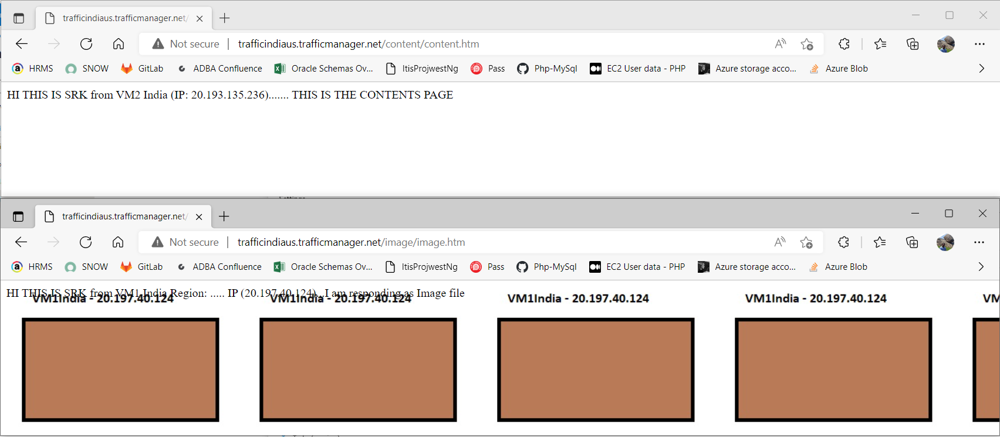 trafficindiaus.trafficmanager.net/
Not secure | trafficindiaus.trafficmanager.net/content/content.htm
HRMS SNOW GitLab ADBA Confluence Oracle Schemas Ov... ItisProjwestNg Pass Php-MySql EC2 User data - PHP Azure storage acco... Azure Blob
HI THIS IS SRK from VM2 India (IP: 20.193.135.236)....... THIS IS THE CONTENTS PAGE
trafficindiaus.trafficmanager.net/
Not secure | trafficindiaus.trafficmanager.net/image/image.htm
HRMS SNOW GitLab ADBA Confluence Oracle Schemas Ov... ItisProjwestNg Pass Php-MySql EC2 User data - PHP Azure storage acco... Azure Blob
HI THIS IS SRK from VM1 India Region: ..... IP (20.197.40.124)...I am responding as Image file
VM1India - 20.197.40.124 VM1India - 20.197.40.124 VM1India - 20.197.40.124 VM1India - 20.197.40.124 VM